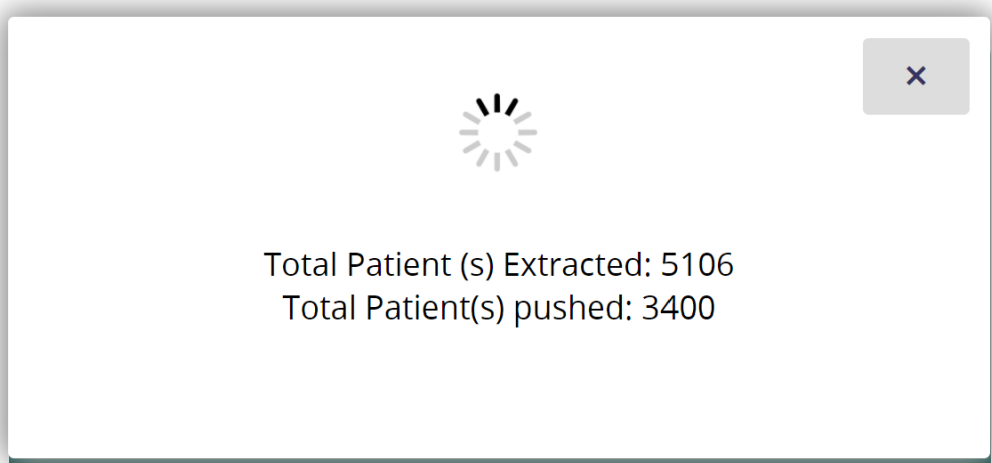 Total Patient (s) Extracted: 5106
Total Patient(s) pushed: 3400